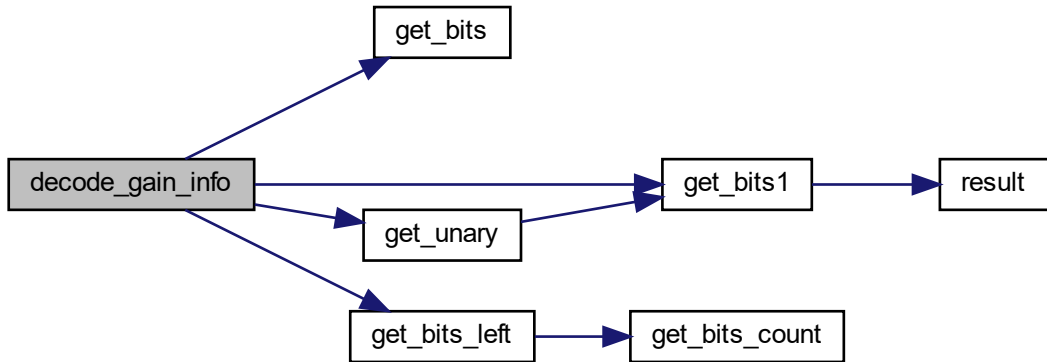 get_bits
decode_gain_info
get_bits1
result
get_unary
get_bits_left
get_bits_count